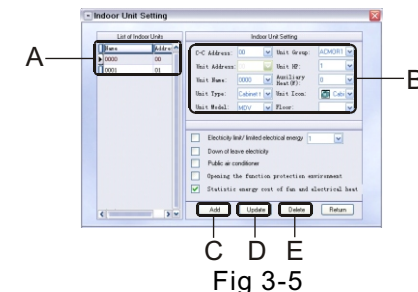 Indoor Unit Setting
List of Indoor Units
Name Addre
0000 00
0001 01
Indoor Unit Setting
C-C Address: 00 Unit Group: ACMOR1
Unit Address: Unit HP: 1
Unit Name: 0000 Auxiliary Heat(P): 0
Unit Type: Cabinet t Unit Icon: Cab
Unit Model: MDV Floor:
Electricity limit/ limited electrical energy 1
Down of leave electricity
Public air conditioner
Opening the function protection environment
Statistic energy cost of fan and electrical heat
Add Update Delete Return
A
B
C D E
Fig 3-5